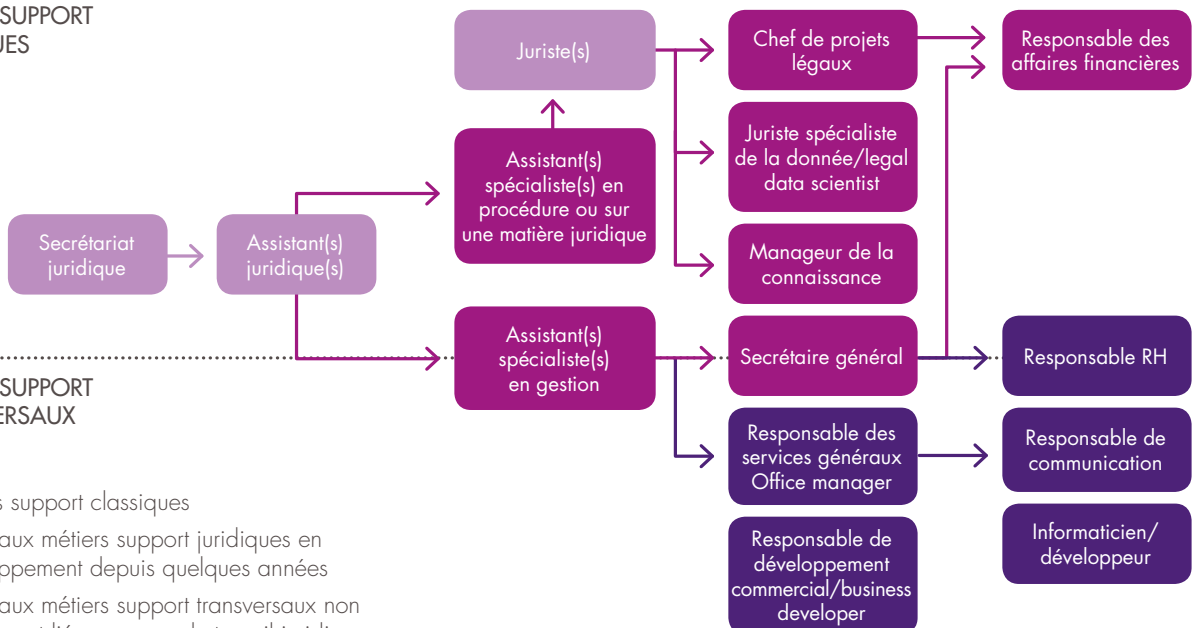 SUPPORT
UES
Juriste(s)
Chef de projets
légaux
Responsable des
affaires financières
Assistant(s)
spécialiste(s) en
procédure ou sur
une matière juridique
Juriste spécialiste
de la donnée/legal
data scientist
Secrétariat
juridique
Assistant(s)
juridique(s)
Manageur de la
connaissance
Assistant(s)
spécialiste(s)
en gestion
Secrétaire général
Responsable RH
SUPPORT
ERSAUX
Responsable des
services généraux
Office manager
Responsable de
communication
s support classiques
aux métiers support juridiques en
ppement depuis quelques années
aux métiers support transversaux non
Responsable de
développement
commercial/business
developer
Informaticien/
développeur